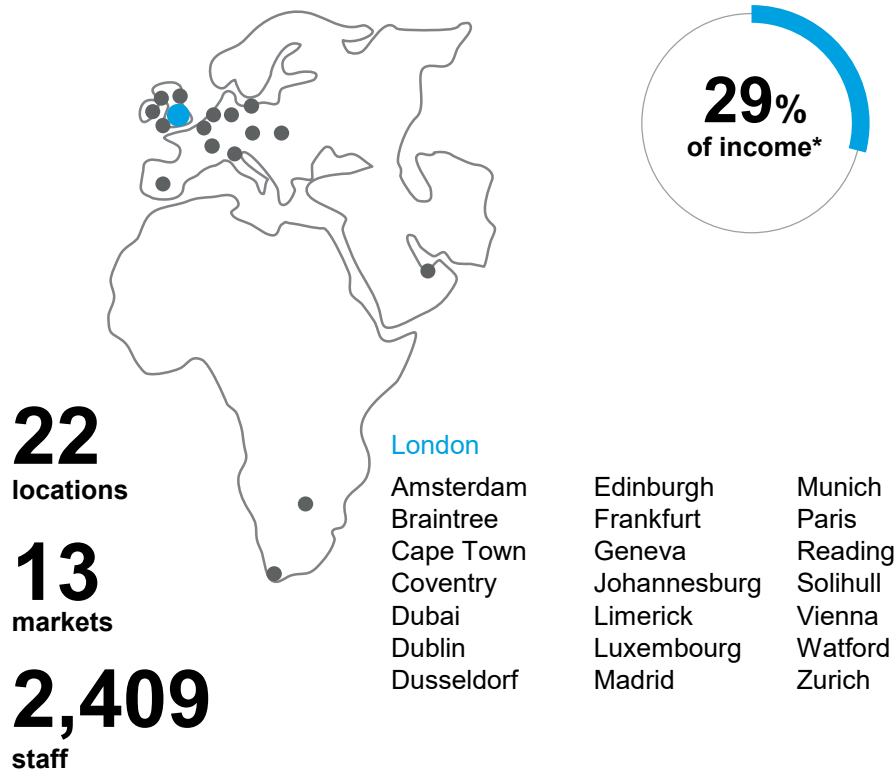 29%
of income*
22
locations
13
markets
2,409
staff
London
Amsterdam
Braintree
Cape Town
Coventry
Dubai
Dublin
Dusseldorf
Edinburgh
Frankfurt
Geneva
Johannesburg
Limerick
Luxembourg
Madrid
Munich
Paris
Reading
Solihull
Vienna
Watford
Zurich